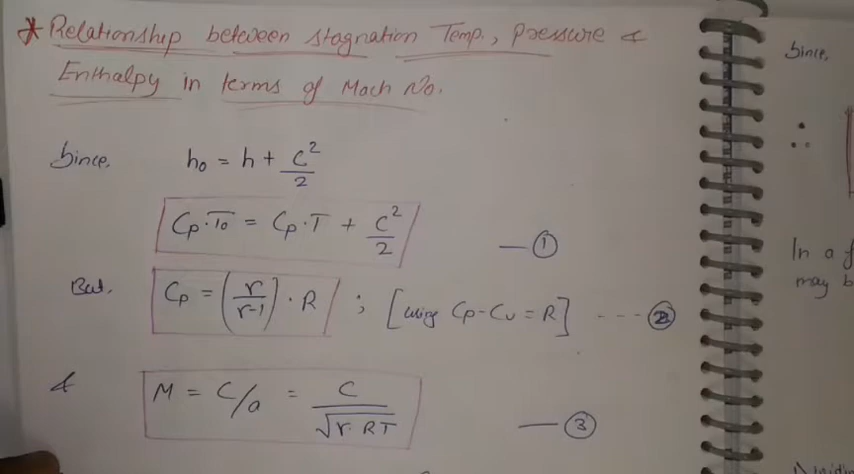 * Relationship between stagnation Temp., Pressure &
Enthalpy in terms of Mach No.
Since, h₀ = h + c²/2
Cp·T₀ = Cp·T + c²/2 — ①
But, Cp = (r/r-1)·R ; [using Cp-Cv = R] --- ②
& M = C/a = C/√r·RT — ③
Since,
∴
In a f
may b